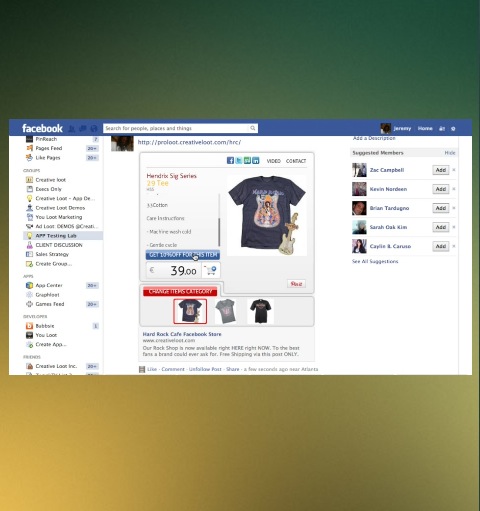 facebook
Search for people, places and things
Jeremy Home
FinReach 7
Pages Feed 20+
Like Pages 20+
GROUPS
Creative loot
Execs Only
Creative Loot - App De...
Creative Loot Demos
You Loot Marketing
Ad Loot: DEMOS @Creati...
APP Testing Lab
CLIENT DISCUSSION
Sales Strategy
Create Group...
APPS
App Center 20+
Graphloot
Games Feed 20+
DEVELOPER
Babbsix 1
You Loot
Create App...
FRIENDS
Creative Loot Inc. 20+
http://proloot.creativeloot.com/hrc/
VIDEO CONTACT
Hendrix Sig Series
29 Tee
Cotton
Care Instructions
- Machine wash cold
- Gentle cycle
GET 10%OFF FOR THIS ITEM
€ 39.00
Pin it
CHANGE ITEMS CATEGORY
Hard Rock Cafe Facebook Store
www.creativeloot.com
Our Rock Shop is now available right HERE right NOW. To the best
fans a brand could ever ask for. Free Shipping via this post ONLY.
Like · Comment · Unfollow Post · Share · a few seconds ago near Atlanta
Add a Description
Suggested Members Hide
Zac Campbell Add
Kevin Nordeen Add
Brian Tardugno Add
Sarah Oak Kim Add
Caylin B. Caruso Add
See All Suggestions